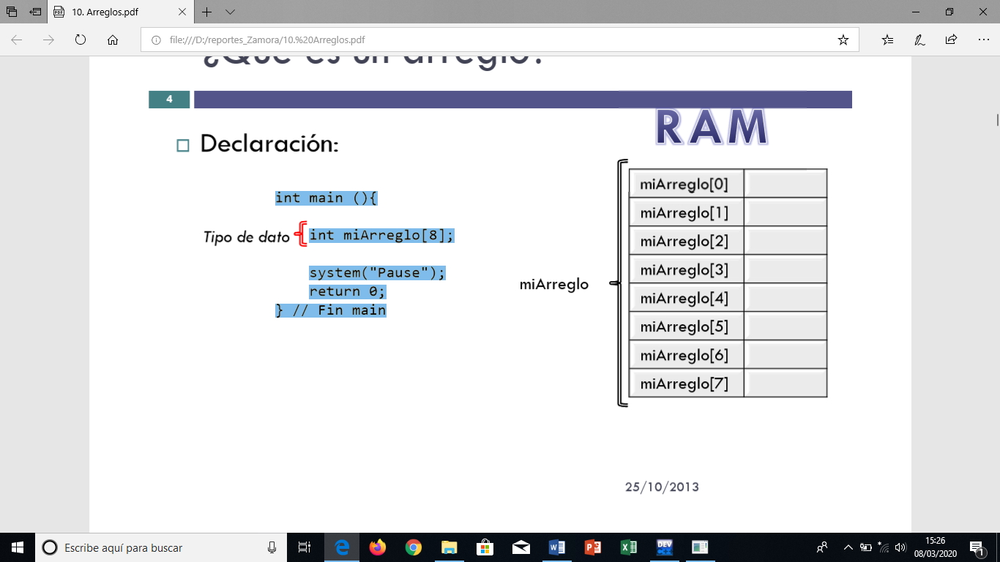 10. Arreglos.pdf
file:///D:/reportes_Zamora/10.%20Arreglos.pdf
¿Qué es un arreglo?
4
RAM
Declaración:
int main (){
Tipo de dato
int miArreglo[8];
system("Pause");
return 0;
} // Fin main
miArreglo
miArreglo[0]
miArreglo[1]
miArreglo[2]
miArreglo[3]
miArreglo[4]
miArreglo[5]
miArreglo[6]
miArreglo[7]
25/10/2013
Escribe aquí para buscar
DEV
15:26
08/03/2020
1